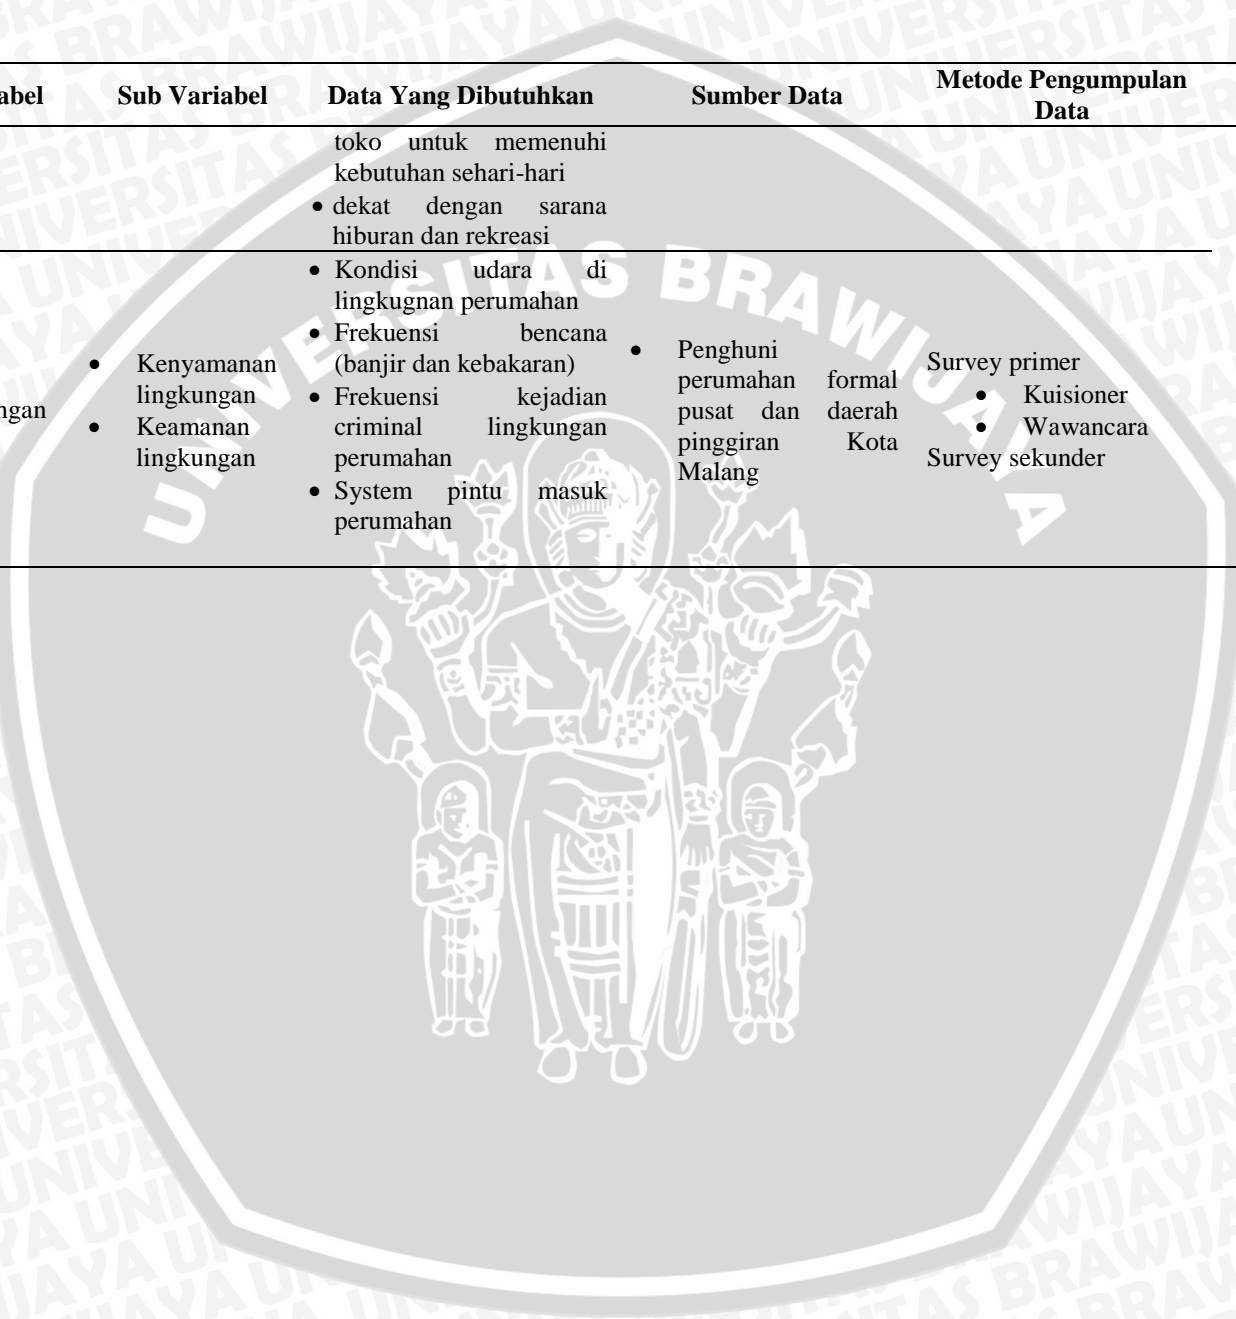 abel Sub Variabel Data Yang Dibutuhkan Sumber Data Metode Pengumpulan
Data
toko untuk memenuhi
kebutuhan sehari-hari
• dekat dengan sarana
hiburan dan rekreasi
ngan
• Kenyamanan
lingkungan
• Keamanan
lingkungan
• Kondisi udara di
lingkugnan perumahan
• Frekuensi bencana
(banjir dan kebakaran)
• Frekuensi kejadian
criminal lingkungan
perumahan
• System pintu masuk
perumahan
• Penghuni
perumahan formal
pusat dan daerah
pinggiran Kota
Malang
Survey primer
• Kuisioner
• Wawancara
Survey sekunder
UNIVERSITAS BRAWIJAYA